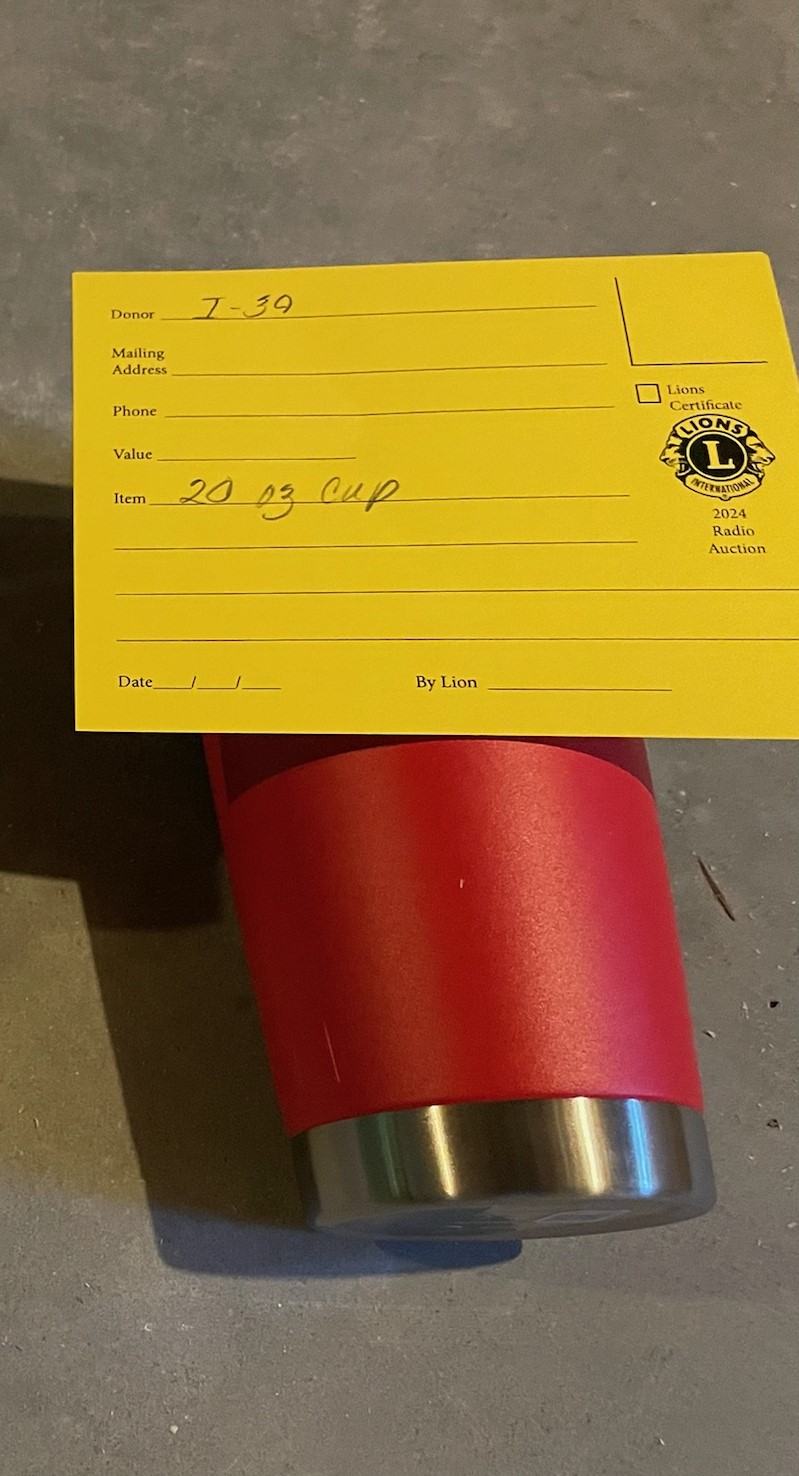 Donor I-39
Mailing
Address
Phone
Value
Item 20 oz Cup
Lions
Certificate
LIONS
L
INTERNATIONAL
2024
Radio
Auction
Date / /
By Lion